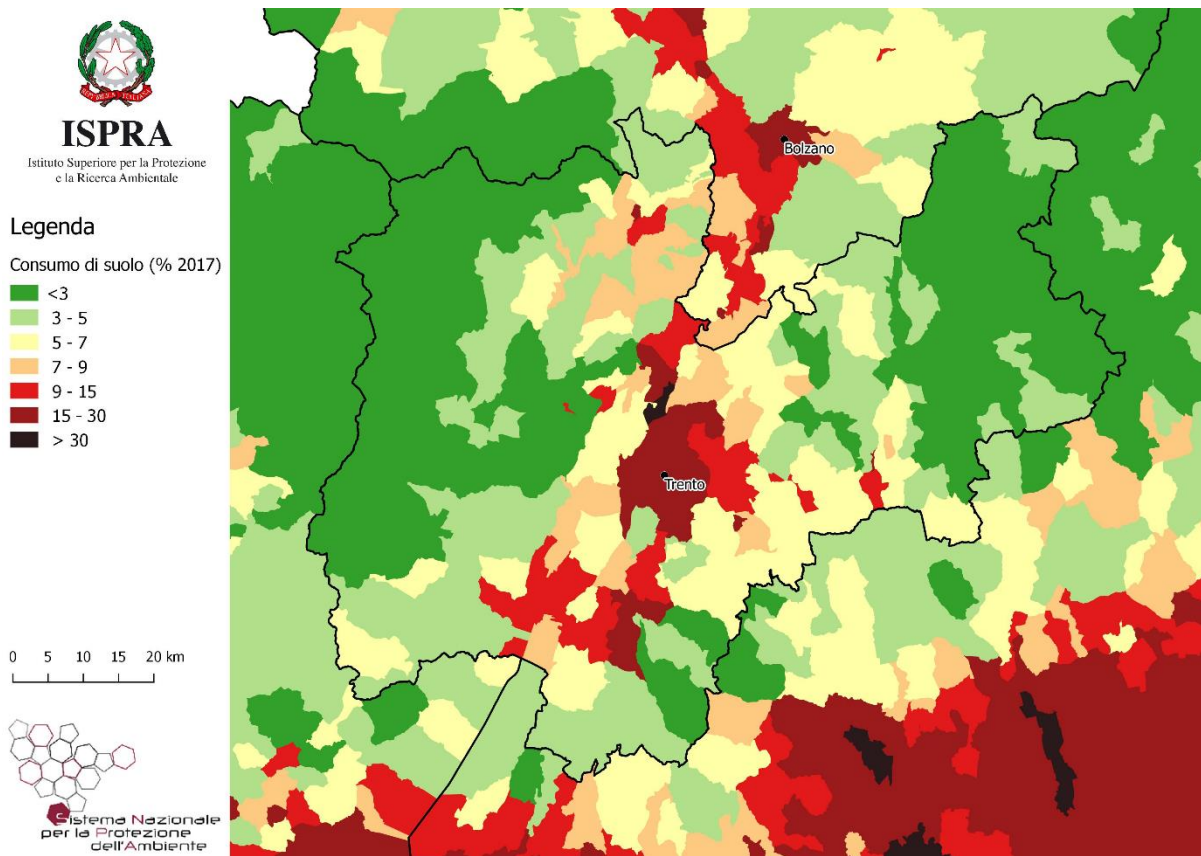 REPVBBLICA ITALIANA
ISPRA
Istituto Superiore per la Protezione
e la Ricerca Ambientale
Legenda
Consumo di suolo (% 2017)
<3
3 - 5
5 - 7
7 - 9
9 - 15
15 - 30
> 30
Bolzano
Trento
0 5 10 15 20 km
Sistema Nazionale
per la Protezione
dell'Ambiente